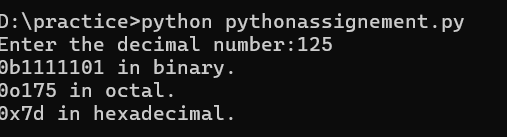 D:\practice>python pythonassignement.py
Enter the decimal number:125
0b1111101 in binary.
0o175 in octal.
0x7d in hexadecimal.